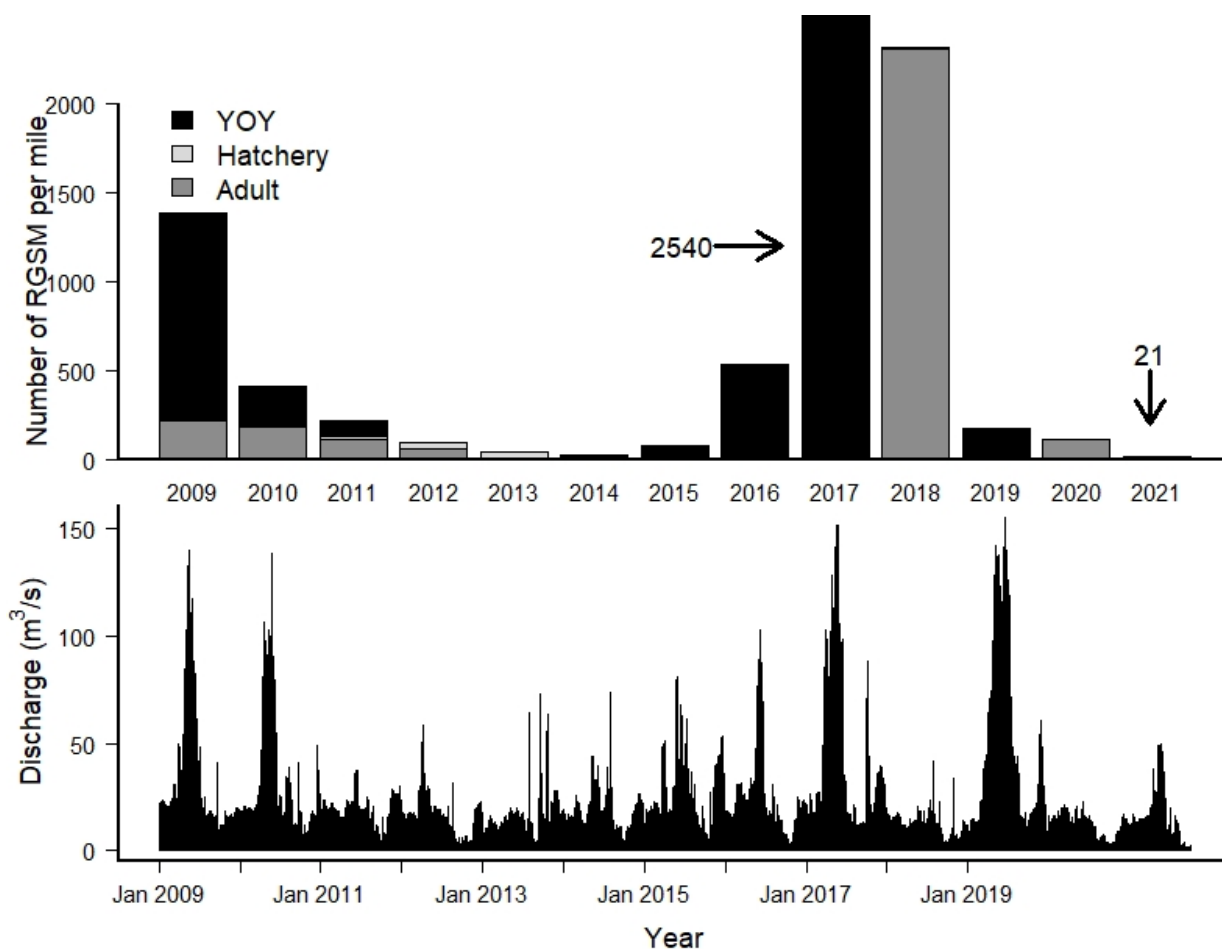 Number of RGSM per mile
2000
1500
1000
500
0
YOY
Hatchery
Adult
2540
21
2009 2010 2011 2012 2013 2014 2015 2016 2017 2018 2019 2020 2021
Discharge (m³/s)
150
100
50
0
Jan 2009 Jan 2011 Jan 2013 Jan 2015 Jan 2017 Jan 2019
Year